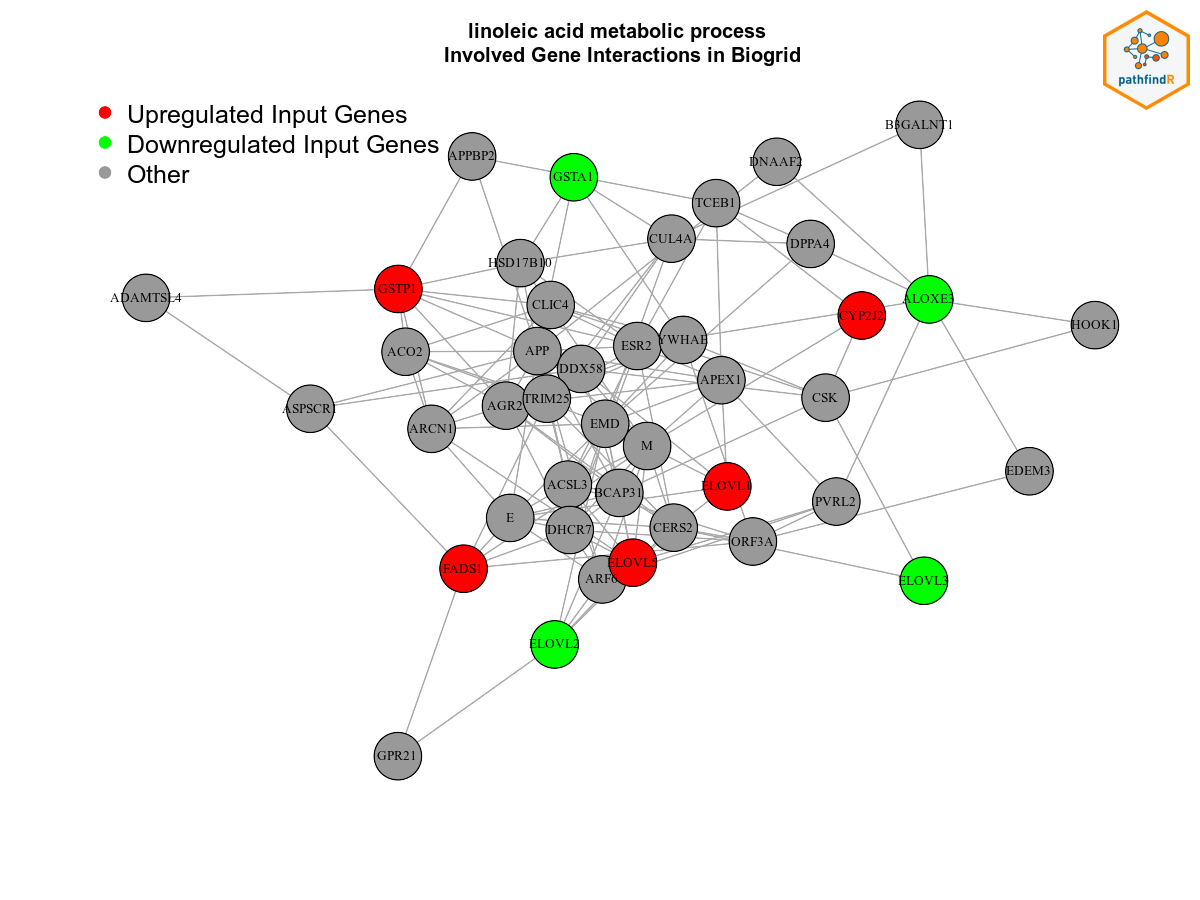 linoleic acid metabolic process
Involved Gene Interactions in Biogrid
pathfindR
Upregulated Input Genes
Downregulated Input Genes
Other
B3GALNT1
APPBP2
DNAAF2
GSTA1
TCEB1
CUL4A
DPPA4
HSD17B10
GSTP1
ADAMTSL4
ALOXE3
CLIC4
CYP2J2
HOOK1
YWHAE
ESR2
APP
ACO2
DDX58
APEX1
CSK
TRIM25
AGR2
ASPSCR1
EMD
ARCN1
M
EDEM3
ACSL3
ELOVL1
BCAP31
PVRL2
E
CERS2
DHCR7
ORF3A
ELOVL5
FADS1
ARF6
ELOVL3
ELOVL2
GPR21